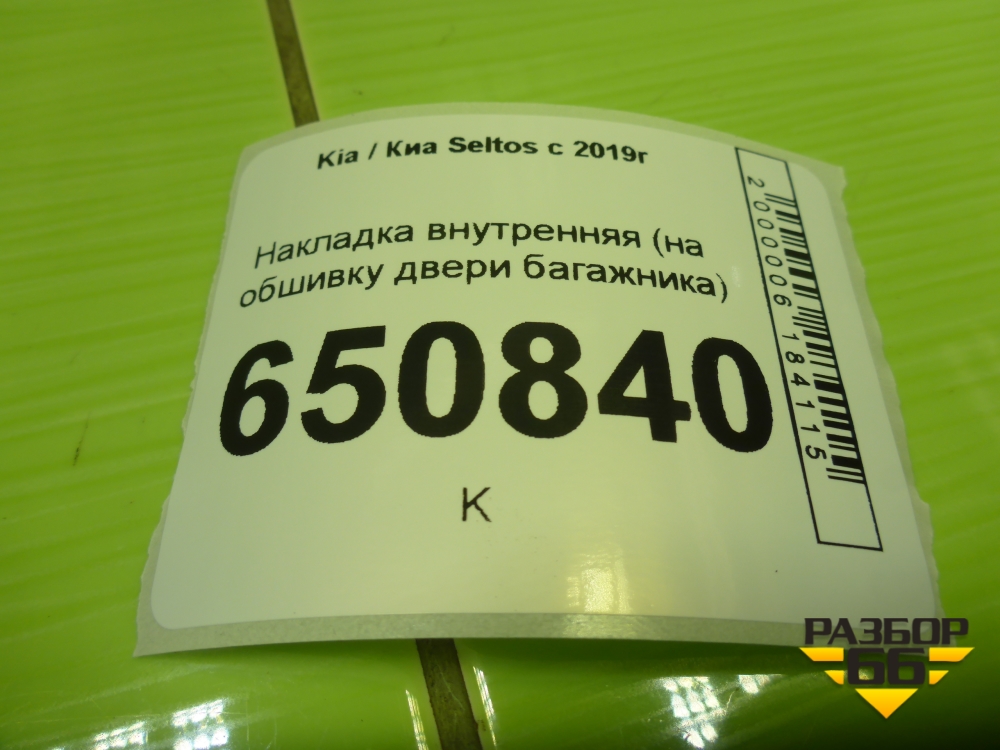 Kia / Киа Seltos с 2019г
Накладка внутренняя (на
обшивку двери багажника)
650840
К
2000006184115
РАЗБОР
66